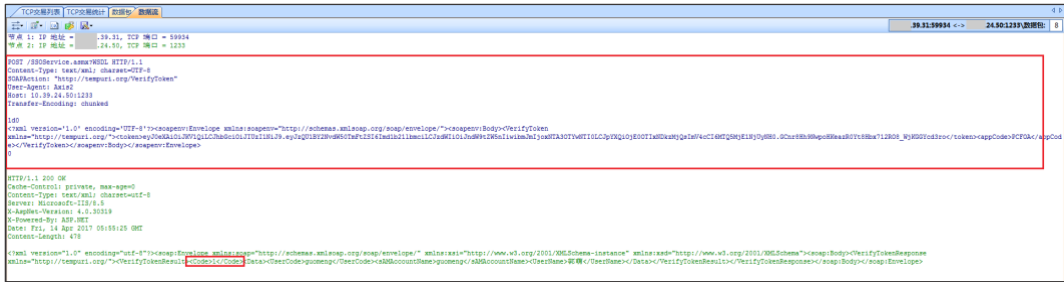 TCP交易列表 TCP交易统计 数据包 数据流
.39.31:59934 <-> .24.50:1233\数据包: 8
节点 1: IP 地址 = .39.31, TCP 端口 = 59934
节点 2: IP 地址 = .24.50, TCP 端口 = 1233
POST /SSOService.asmx?WSDL HTTP/1.1
Content-Type: text/xml; charset=UTF-8
SOAPAction: "http://tempuri.org/VerifyToken"
User-Agent: Axis2
Host: 10.39.24.50:1233
Transfer-Encoding: chunked
1d0
<?xml version='1.0' encoding='UTF-8'?><soapenv:Envelope xmlns:soapenv="http://schemas.xmlsoap.org/soap/envelope/"><soapenv:Body><VerifyToken
xmlns="http://tempuri.org/"><token></token><appCode>PCFOA</appCod
e></VerifyToken></soapenv:Body></soapenv:Envelope>
0
HTTP/1.1 200 OK
Cache-Control: private, max-age=0
Content-Type: text/xml; charset=utf-8
Server: Microsoft-IIS/8.5
X-AspNet-Version: 4.0.30319
X-Powered-By: ASP.NET
Date: Fri, 14 Apr 2017 05:55:25 GMT
Content-Length: 478
<?xml version="1.0" encoding="utf-8"?><soap:Envelope xmlns:soap="http://schemas.xmlsoap.org/soap/envelope/" xmlns:xsi="http://www.w3.org/2001/XMLSchema-instance" xmlns:xsd="http://www.w3.org/2001/XMLSchema"><soap:Body><VerifyTokenResponse
xmlns="http://tempuri.org/"><VerifyTokenResult><Code>1</Code><Data><UserCode>guomeng</UserCode><sAMAccountName>guomeng</sAMAccountName><UserName></UserName></Data></VerifyTokenResult></VerifyTokenResponse></soap:Body></soap:Envelope>